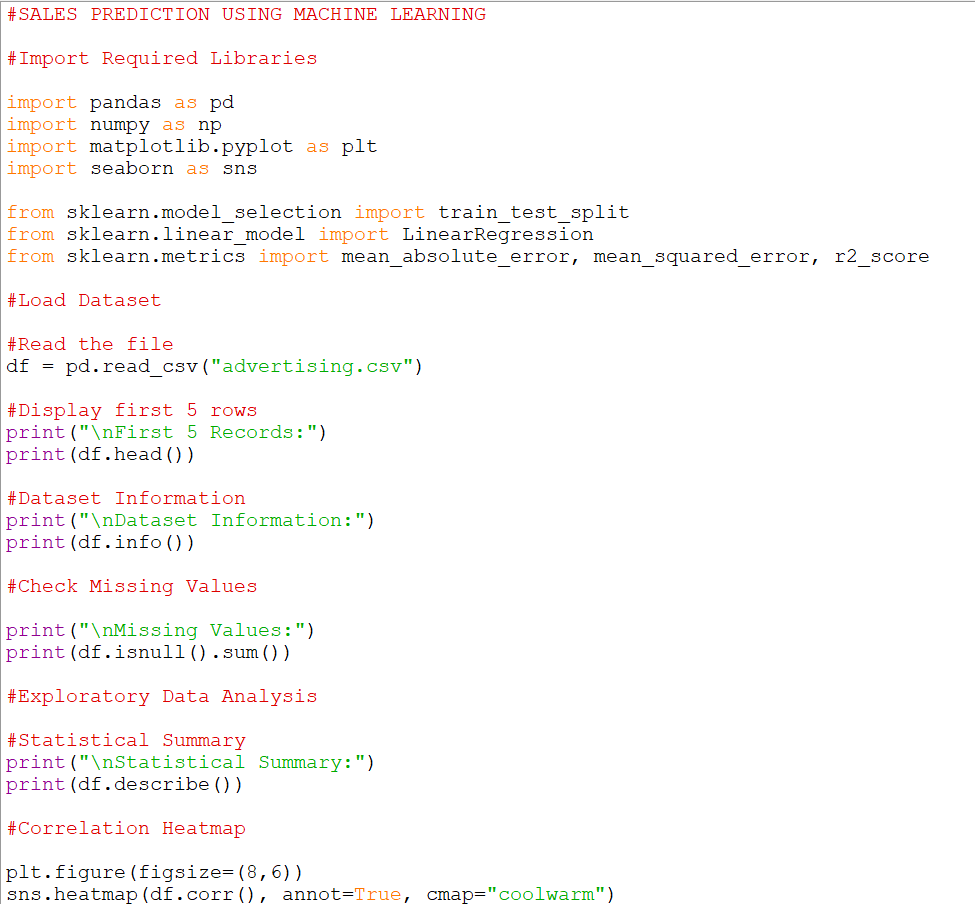 #SALES PREDICTION USING MACHINE LEARNING
#Import Required Libraries
import pandas as pd
import numpy as np
import matplotlib.pyplot as plt
import seaborn as sns
from sklearn.model_selection import train_test_split
from sklearn.linear_model import LinearRegression
from sklearn.metrics import mean_absolute_error, mean_squared_error, r2_score
#Load Dataset
#Read the file
df = pd.read_csv("advertising.csv")
#Display first 5 rows
print("\nFirst 5 Records:")
print(df.head())
#Dataset Information
print("\nDataset Information:")
print(df.info())
#Check Missing Values
print("\nMissing Values:")
print(df.isnull().sum())
#Exploratory Data Analysis
#Statistical Summary
print("\nStatistical Summary:")
print(df.describe())
#Correlation Heatmap
plt.figure(figsize=(8,6))
sns.heatmap(df.corr(), annot=True, cmap="coolwarm")